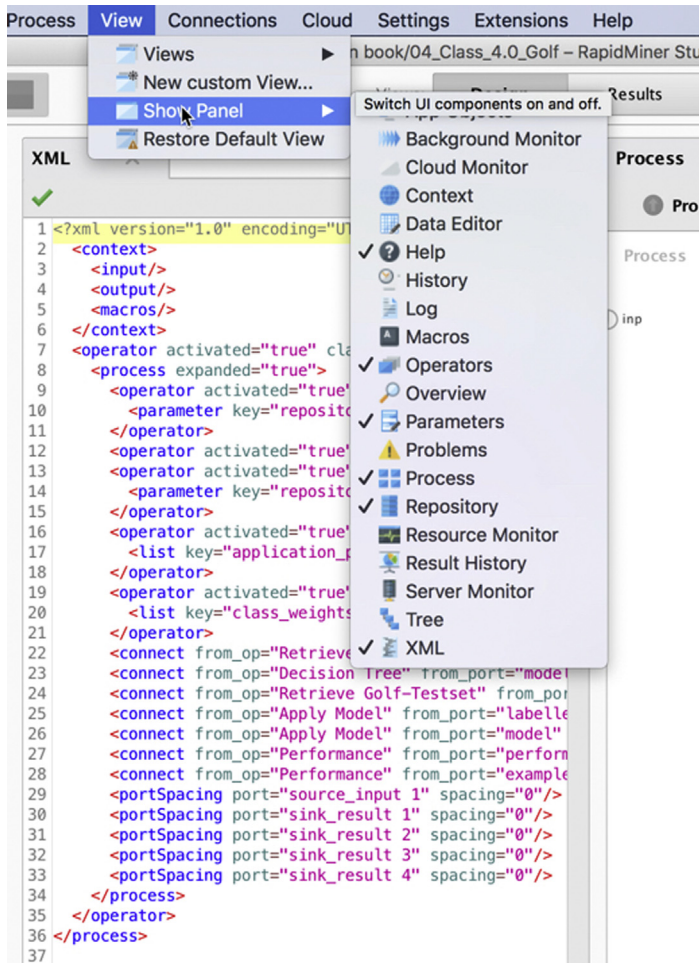 Process View Connections Cloud Settings Extensions Help
Views
n book/04_Class_4.0_Golf – RapidMiner Stu
New custom View...
Show Panel
Switch UI components on and off.
Results
Restore Default View
Background Monitor
Cloud Monitor
Context
Data Editor
Help
History
Log
Macros
Operators
Overview
Parameters
Problems
Process
Repository
Resource Monitor
Result History
Server Monitor
Tree
XML
XML
Process
Pro
Process
inp
1 <?xml version="1.0" encoding="UT
2 <context>
3 <input/>
4 <output/>
5 <macros/>
6 </context>
7 <operator activated="true" cla
8 <process expanded="true">
9 <operator activated="true"
10 <parameter key="reposito
11 </operator>
12 <operator activated="true"
13 <operator activated="true"
14 <parameter key="reposito
15 </operator>
16 <operator activated="true"
17 <list key="application_p
18 </operator>
19 <operator activated="true"
20 <list key="class_weights
21 </operator>
22 <connect from_op="Retrieve
23 <connect from_op="Decision Tree" from_port="model
24 <connect from_op="Retrieve Golf-Testset" from_por
25 <connect from_op="Apply Model" from_port="labelle
26 <connect from_op="Apply Model" from_port="model"
27 <connect from_op="Performance" from_port="perform
28 <connect from_op="Performance" from_port="example
29 <portSpacing port="source_input 1" spacing="0"/>
30 <portSpacing port="sink_result 1" spacing="0"/>
31 <portSpacing port="sink_result 2" spacing="0"/>
32 <portSpacing port="sink_result 3" spacing="0"/>
33 <portSpacing port="sink_result 4" spacing="0"/>
34 </process>
35 </operator>
36 </process>
37